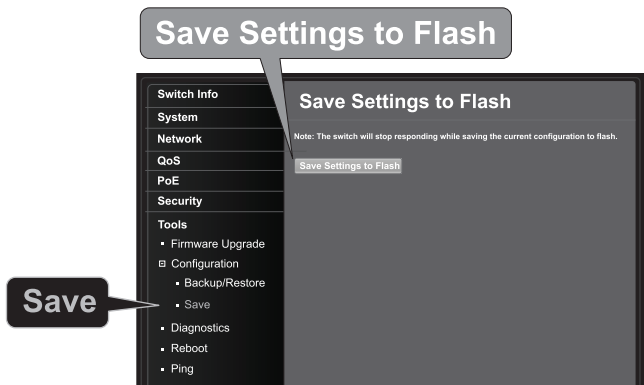 Save Settings to Flash
Switch Info
System
Network
QoS
PoE
Security
Tools
Firmware Upgrade
Configuration
Backup/Restore
Save
Diagnostics
Reboot
Ping
Save
Save Settings to Flash
Note: The switch will stop responding while saving the current configuration to flash.
Save Settings to Flash